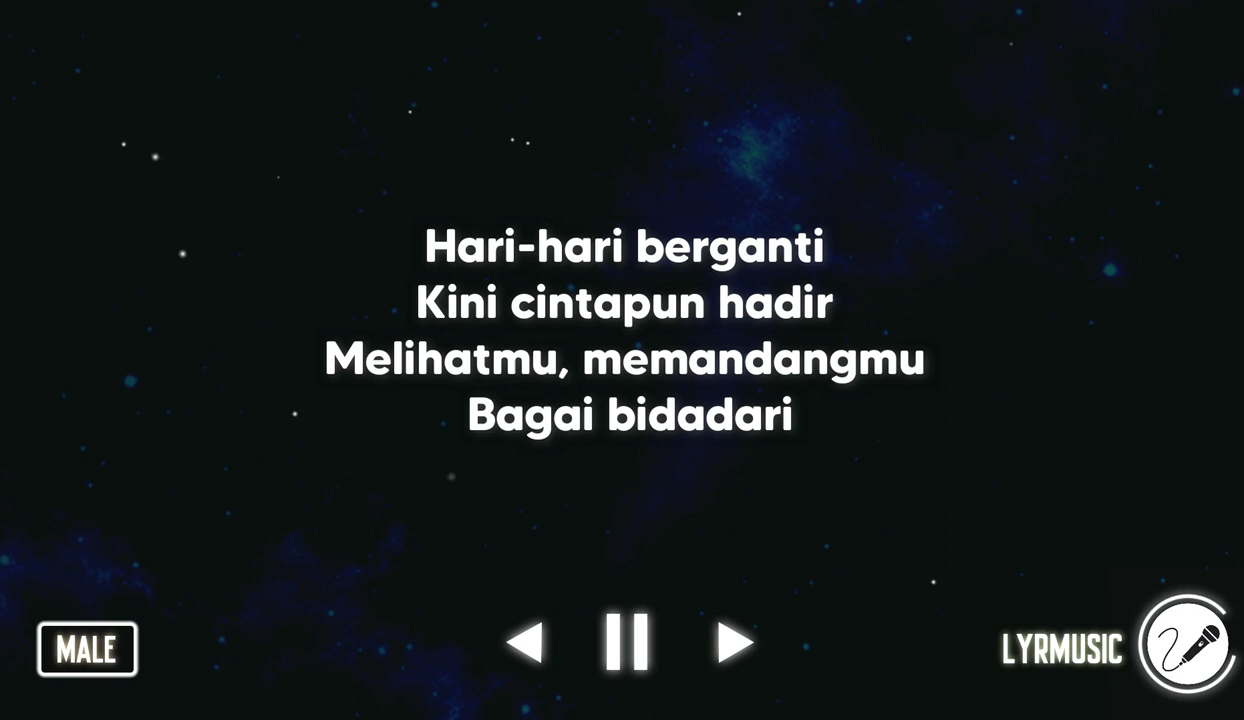 Hari-hari berganti
Kini cintapun hadir
Melihatmu, memandangmu
Bagai bidadari
MALE
LYRMUSIC